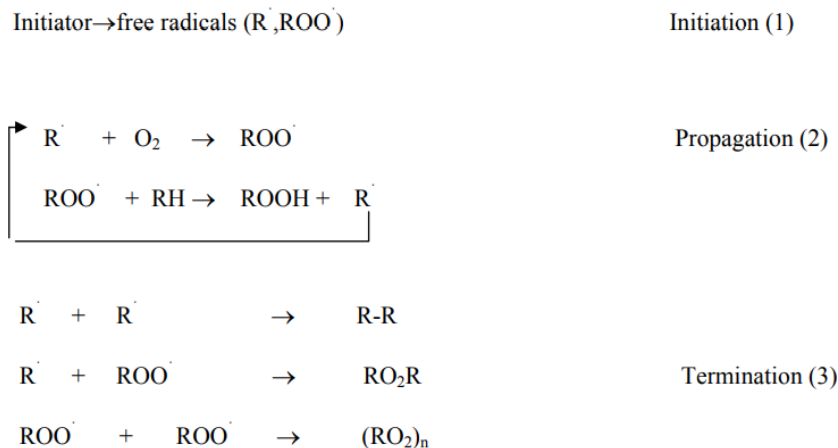 Initiator→free radicals (R˙,ROO˙) Initiation (1)
R˙ + O₂ → ROO˙ Propagation (2)
ROO˙ + RH → ROOH + R˙
R˙ + R˙ → R-R
R˙ + ROO˙ → RO₂R Termination (3)
ROO˙ + ROO˙ → (RO₂)ₙ